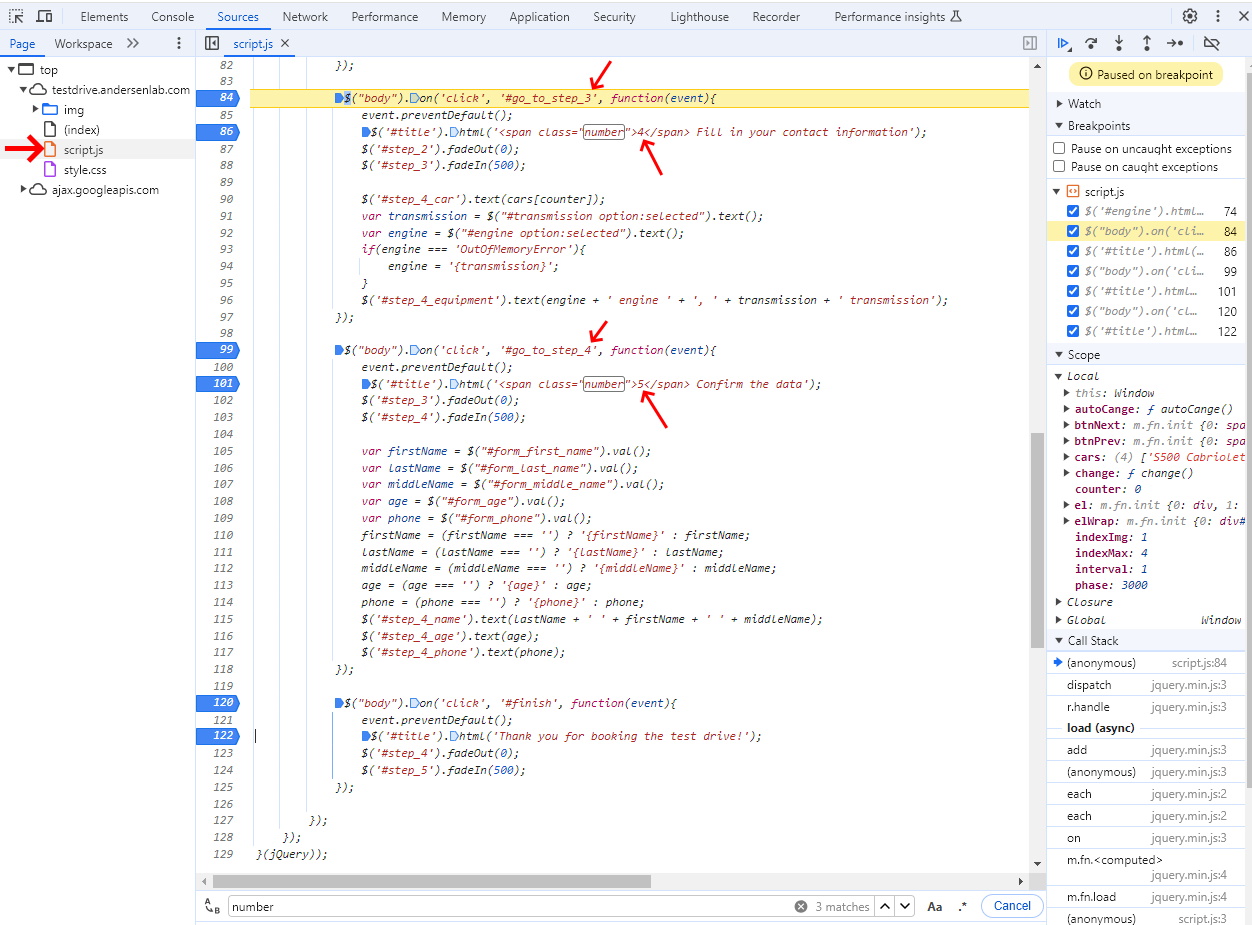 Elements Console Sources Network Performance Memory Application Security Lighthouse Recorder Performance insights
Page Workspace
script.js
top
testdrive.andersenlab.com
img
(index)
script.js
style.css
ajax.googleapis.com
82 });
83
84 $("body").on('click', '#go_to_step_3', function(event){
85 event.preventDefault();
86 $('#title').html('<span class="number">4</span> Fill in your contact information');
87 $('#step_2').fadeOut(0);
88 $('#step_3').fadeIn(500);
89
90 $('#step_4_car').text(cars[counter]);
91 var transmission = $("#transmission option:selected").text();
92 var engine = $("#engine option:selected").text();
93 if(engine === 'OutOfMemoryError'){
94 engine = '{transmission}';
95 }
96 $('#step_4_equipment').text(engine + ' engine ' + ', ' + transmission + ' transmission');
97 });
98
99 $("body").on('click', '#go_to_step_4', function(event){
100 event.preventDefault();
101 $('#title').html('<span class="number">5</span> Confirm the data');
102 $('#step_3').fadeOut(0);
103 $('#step_4').fadeIn(500);
104
105 var firstName = $("#form_first_name").val();
106 var lastName = $("#form_last_name").val();
107 var middleName = $("#form_middle_name").val();
108 var age = $("#form_age").val();
109 var phone = $("#form_phone").val();
110 firstName = (firstName === '') ? '{firstName}' : firstName;
111 lastName = (lastName === '') ? '{lastName}' : lastName;
112 middleName = (middleName === '') ? '{middleName}' : middleName;
113 age = (age === '') ? '{age}' : age;
114 phone = (phone === '') ? '{phone}' : phone;
115 $('#step_4_name').text(lastName + ' ' + firstName + ' ' + middleName);
116 $('#step_4_age').text(age);
117 $('#step_4_phone').text(phone);
118 });
119
120 $("body").on('click', '#finish', function(event){
121 event.preventDefault();
122 $('#title').html('Thank you for booking the test drive!');
123 $('#step_4').fadeOut(0);
124 $('#step_5').fadeIn(500);
125 });
126
127 });
128 });
129 }(jQuery));
number 3 matches Aa .* Cancel
Paused on breakpoint
Watch
Breakpoints
Pause on uncaught exceptions
Pause on caught exceptions
script.js
$('#engine').html... 74
$("body").on('cli... 84
$('#title').html(... 86
$("body").on('cli... 99
$('#title').html... 101
$("body").on('cl... 120
$('#title').html... 122
Scope
Local
this: Window
autoCange: ƒ autoCange()
btnNext: m.fn.init {0: spa
btnPrev: m.fn.init {0: spa
cars: (4) ['S500 Cabriolet
change: ƒ change()
counter: 0
el: m.fn.init {0: div, 1:
elWrap: m.fn.init {0: div#
indexImg: 1
indexMax: 4
interval: 1
phase: 3000
Closure
Global Window
Call Stack
(anonymous) script.js:84
dispatch jquery.min.js:3
r.handle jquery.min.js:3
load (async)
add jquery.min.js:3
(anonymous) jquery.min.js:3
each jquery.min.js:2
each jquery.min.js:2
on jquery.min.js:3
m.fn.<computed>
jquery.min.js:4
m.fn.load jquery.min.js:4
(anonymous) script.js:3